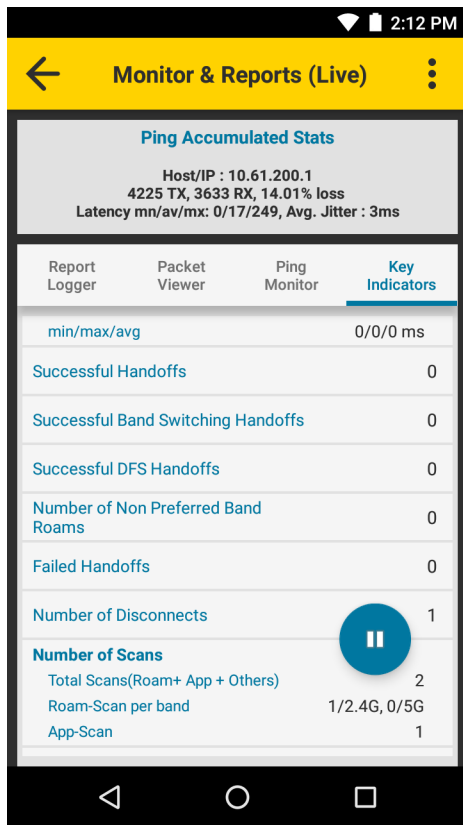 2:12 PM
Monitor & Reports (Live)
Ping Accumulated Stats
Host/IP : 10.61.200.1
4225 TX, 3633 RX, 14.01% loss
Latency mn/av/mx: 0/17/249, Avg. Jitter : 3ms
Report Logger
Packet Viewer
Ping Monitor
Key Indicators
min/max/avg 0/0/0 ms
Successful Handoffs 0
Successful Band Switching Handoffs 0
Successful DFS Handoffs 0
Number of Non Preferred Band
Roams 0
Failed Handoffs 0
Number of Disconnects 1
Number of Scans
Total Scans(Roam+ App + Others) 2
Roam-Scan per band 1/2.4G, 0/5G
App-Scan 1